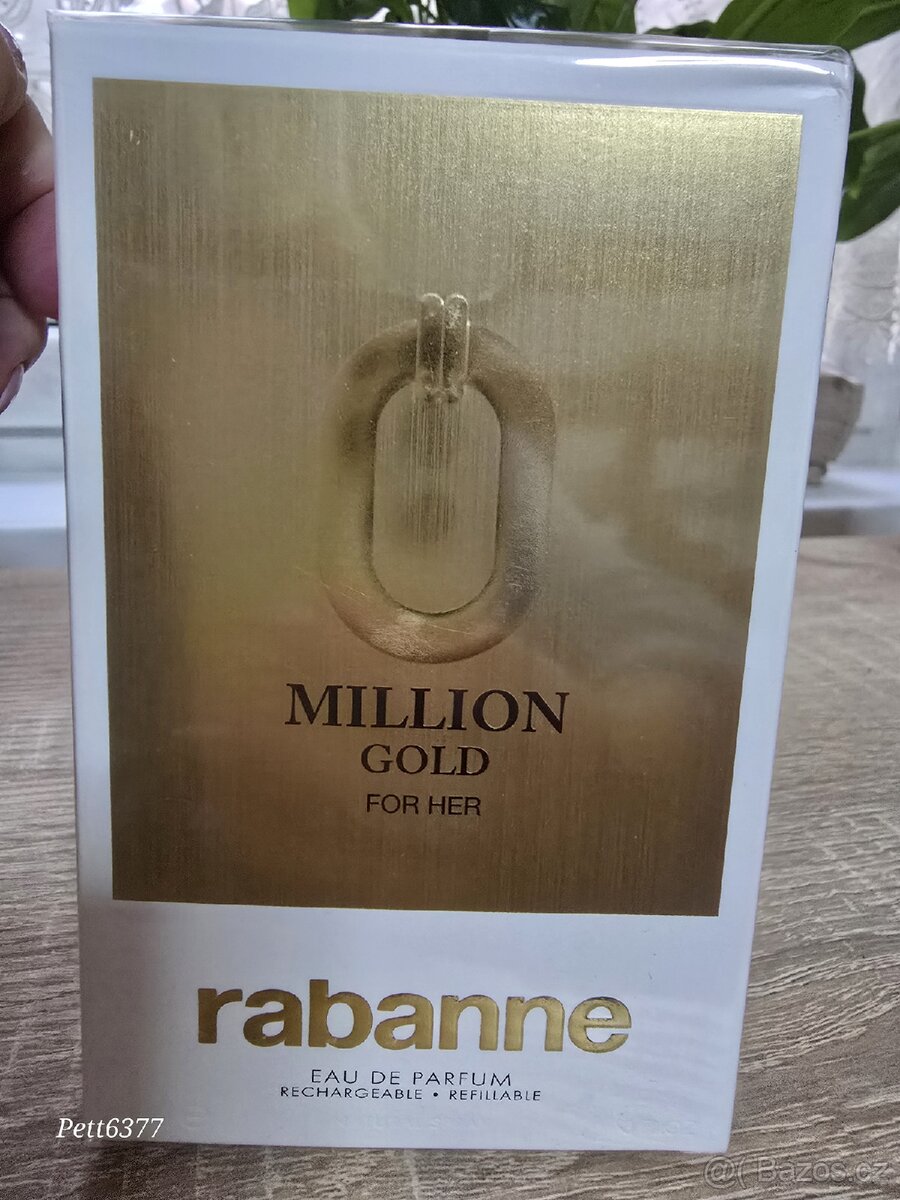 MILLION
GOLD
FOR HER
rabanne
EAU DE PARFUM
RECHARGEABLE • REFILLABLE
Pett6377
@( Bazos.cz